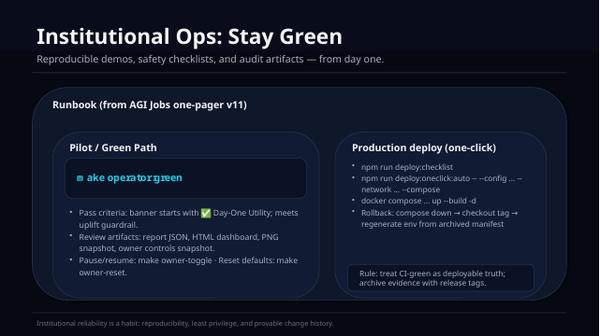 Institutional Ops: Stay Green
Reproducible demos, safety checklists, and audit artifacts — from day one.
Runbook (from AGI Jobs one-pager v11)
Pilot / Green Path
make operator:green
• Pass criteria: banner starts with ✅ Day-One Utility; meets
uplift guardrail.
• Review artifacts: report JSON, HTML dashboard, PNG
snapshot, owner controls snapshot.
• Pause/resume: make owner-toggle · Reset defaults: make
owner-reset.
Production deploy (one-click)
• npm run deploy:checklist
• npm run deploy:oneclick:auto -- --config ... --
network ... --compose
• docker compose ... up --build -d
• Rollback: compose down → checkout tag →
regenerate env from archived manifest
Rule: treat CI-green as deployable truth;
archive evidence with release tags.
Institutional reliability is a habit: reproducibility, least privilege, and provable change history.